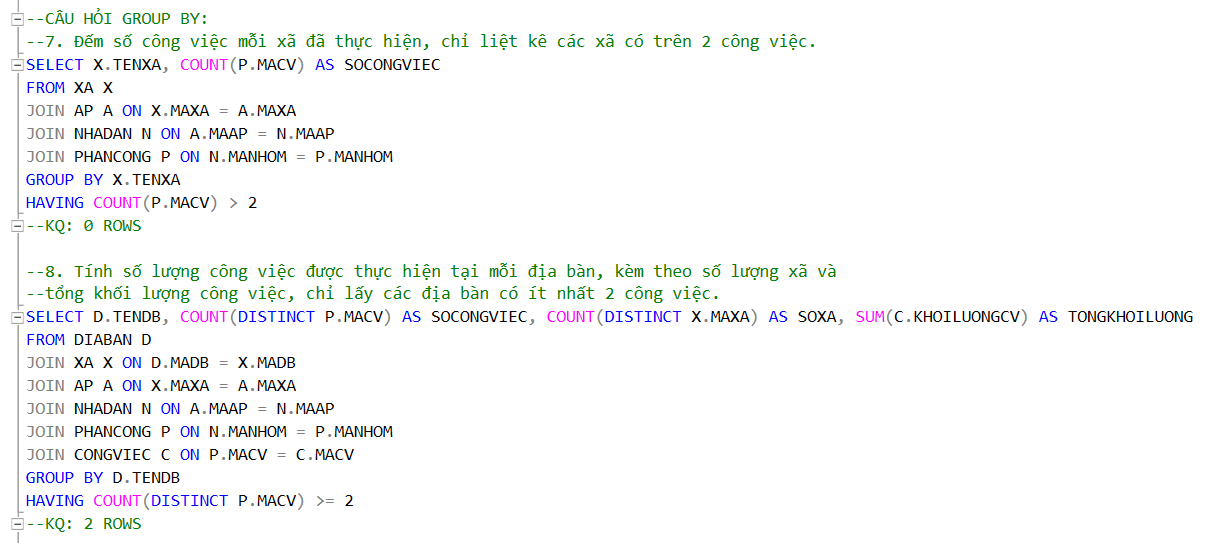 --CÂU HỎI GROUP BY:
--7. Đếm số công việc mỗi xã đã thực hiện, chỉ liệt kê các xã có trên 2 công việc.
SELECT X.TENXA, COUNT(P.MACV) AS SOCONGVIEC
FROM XA X
JOIN AP A ON X.MAXA = A.MAXA
JOIN NHADAN N ON A.MAAP = N.MAAP
JOIN PHANCONG P ON N.MANHOM = P.MANHOM
GROUP BY X.TENXA
HAVING COUNT(P.MACV) > 2
--KQ: 0 ROWS
--8. Tính số lượng công việc được thực hiện tại mỗi địa bàn, kèm theo số lượng xã và
--tổng khối lượng công việc, chỉ lấy các địa bàn có ít nhất 2 công việc.
SELECT D.TENDB, COUNT(DISTINCT P.MACV) AS SOCONGVIEC, COUNT(DISTINCT X.MAXA) AS SOXA, SUM(C.KHOILUONGCV) AS TONGKHOILUONG
FROM DIABAN D
JOIN XA X ON D.MADB = X.MADB
JOIN AP A ON X.MAXA = A.MAXA
JOIN NHADAN N ON A.MAAP = N.MAAP
JOIN PHANCONG P ON N.MANHOM = P.MANHOM
JOIN CONGVIEC C ON P.MACV = C.MACV
GROUP BY D.TENDB
HAVING COUNT(DISTINCT P.MACV) >= 2
--KQ: 2 ROWS